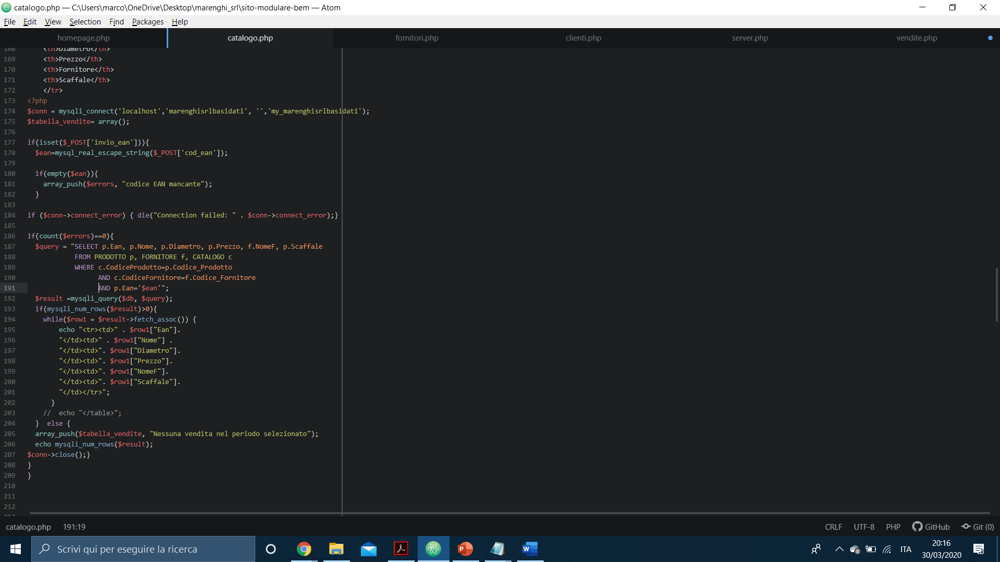 catalogo.php — C:\Users\marco\OneDrive\Desktop\marenghi_srl\sito-modulare-bem — Atom
File Edit View Selection Find Packages Help
homepage.php catalogo.php fornitori.php clienti.php server.php vendite.php
168 <th>Diametro</th>
169 <th>Prezzo</th>
170 <th>Fornitore</th>
171 <th>Scaffale</th>
172 </tr>
173 <?php
174 $conn = mysqli_connect('localhost','marenghisrlbasidati', '','my_marenghisrlbasidati');
175 $tabella_vendite= array();
176
177 if(isset($_POST['invio_ean'])){
178 $ean=mysql_real_escape_string($_POST['cod_ean']);
179
180 if(empty($ean)){
181 array_push($errors, "codice EAN mancante");
182 }
183
184 if ($conn->connect_error) { die("Connection failed: " . $conn->connect_error);}
185
186 if(count($errors)==0){
187 $query = "SELECT p.Ean, p.Nome, p.Diametro, p.Prezzo, f.NomeF, p.Scaffale
188 FROM PRODOTTO p, FORNITORE f, CATALOGO c
189 WHERE c.CodiceProdotto=p.Codice_Prodotto
190 AND c.CodiceFornitore=f.Codice_Fornitore
191 AND p.Ean='$ean'";
192 $result =mysqli_query($db, $query);
193 if(mysqli_num_rows($result)>0){
194 while($row1 = $result->fetch_assoc()) {
195 echo "<tr><td>" . $row1["Ean"].
196 "</td><td>" . $row1["Nome"] .
197 "</td><td>". $row1["Diametro"].
198 "</td><td>". $row1["Prezzo"].
199 "</td><td>". $row1["NomeF"].
200 "</td><td>". $row1["Scaffale"].
201 "</td></tr>";
202 }
203 // echo "</table>";
204 } else {
205 array_push($tabella_vendite, "Nessuna vendita nel periodo selezionato");
206 echo mysqli_num_rows($result);
207 $conn->close();}
208 }
209 }
210
211
212
catalogo.php 191:19 CRLF UTF-8 PHP GitHub Git (0)
Scrivi qui per eseguire la ricerca ITA 20:16
30/03/2020